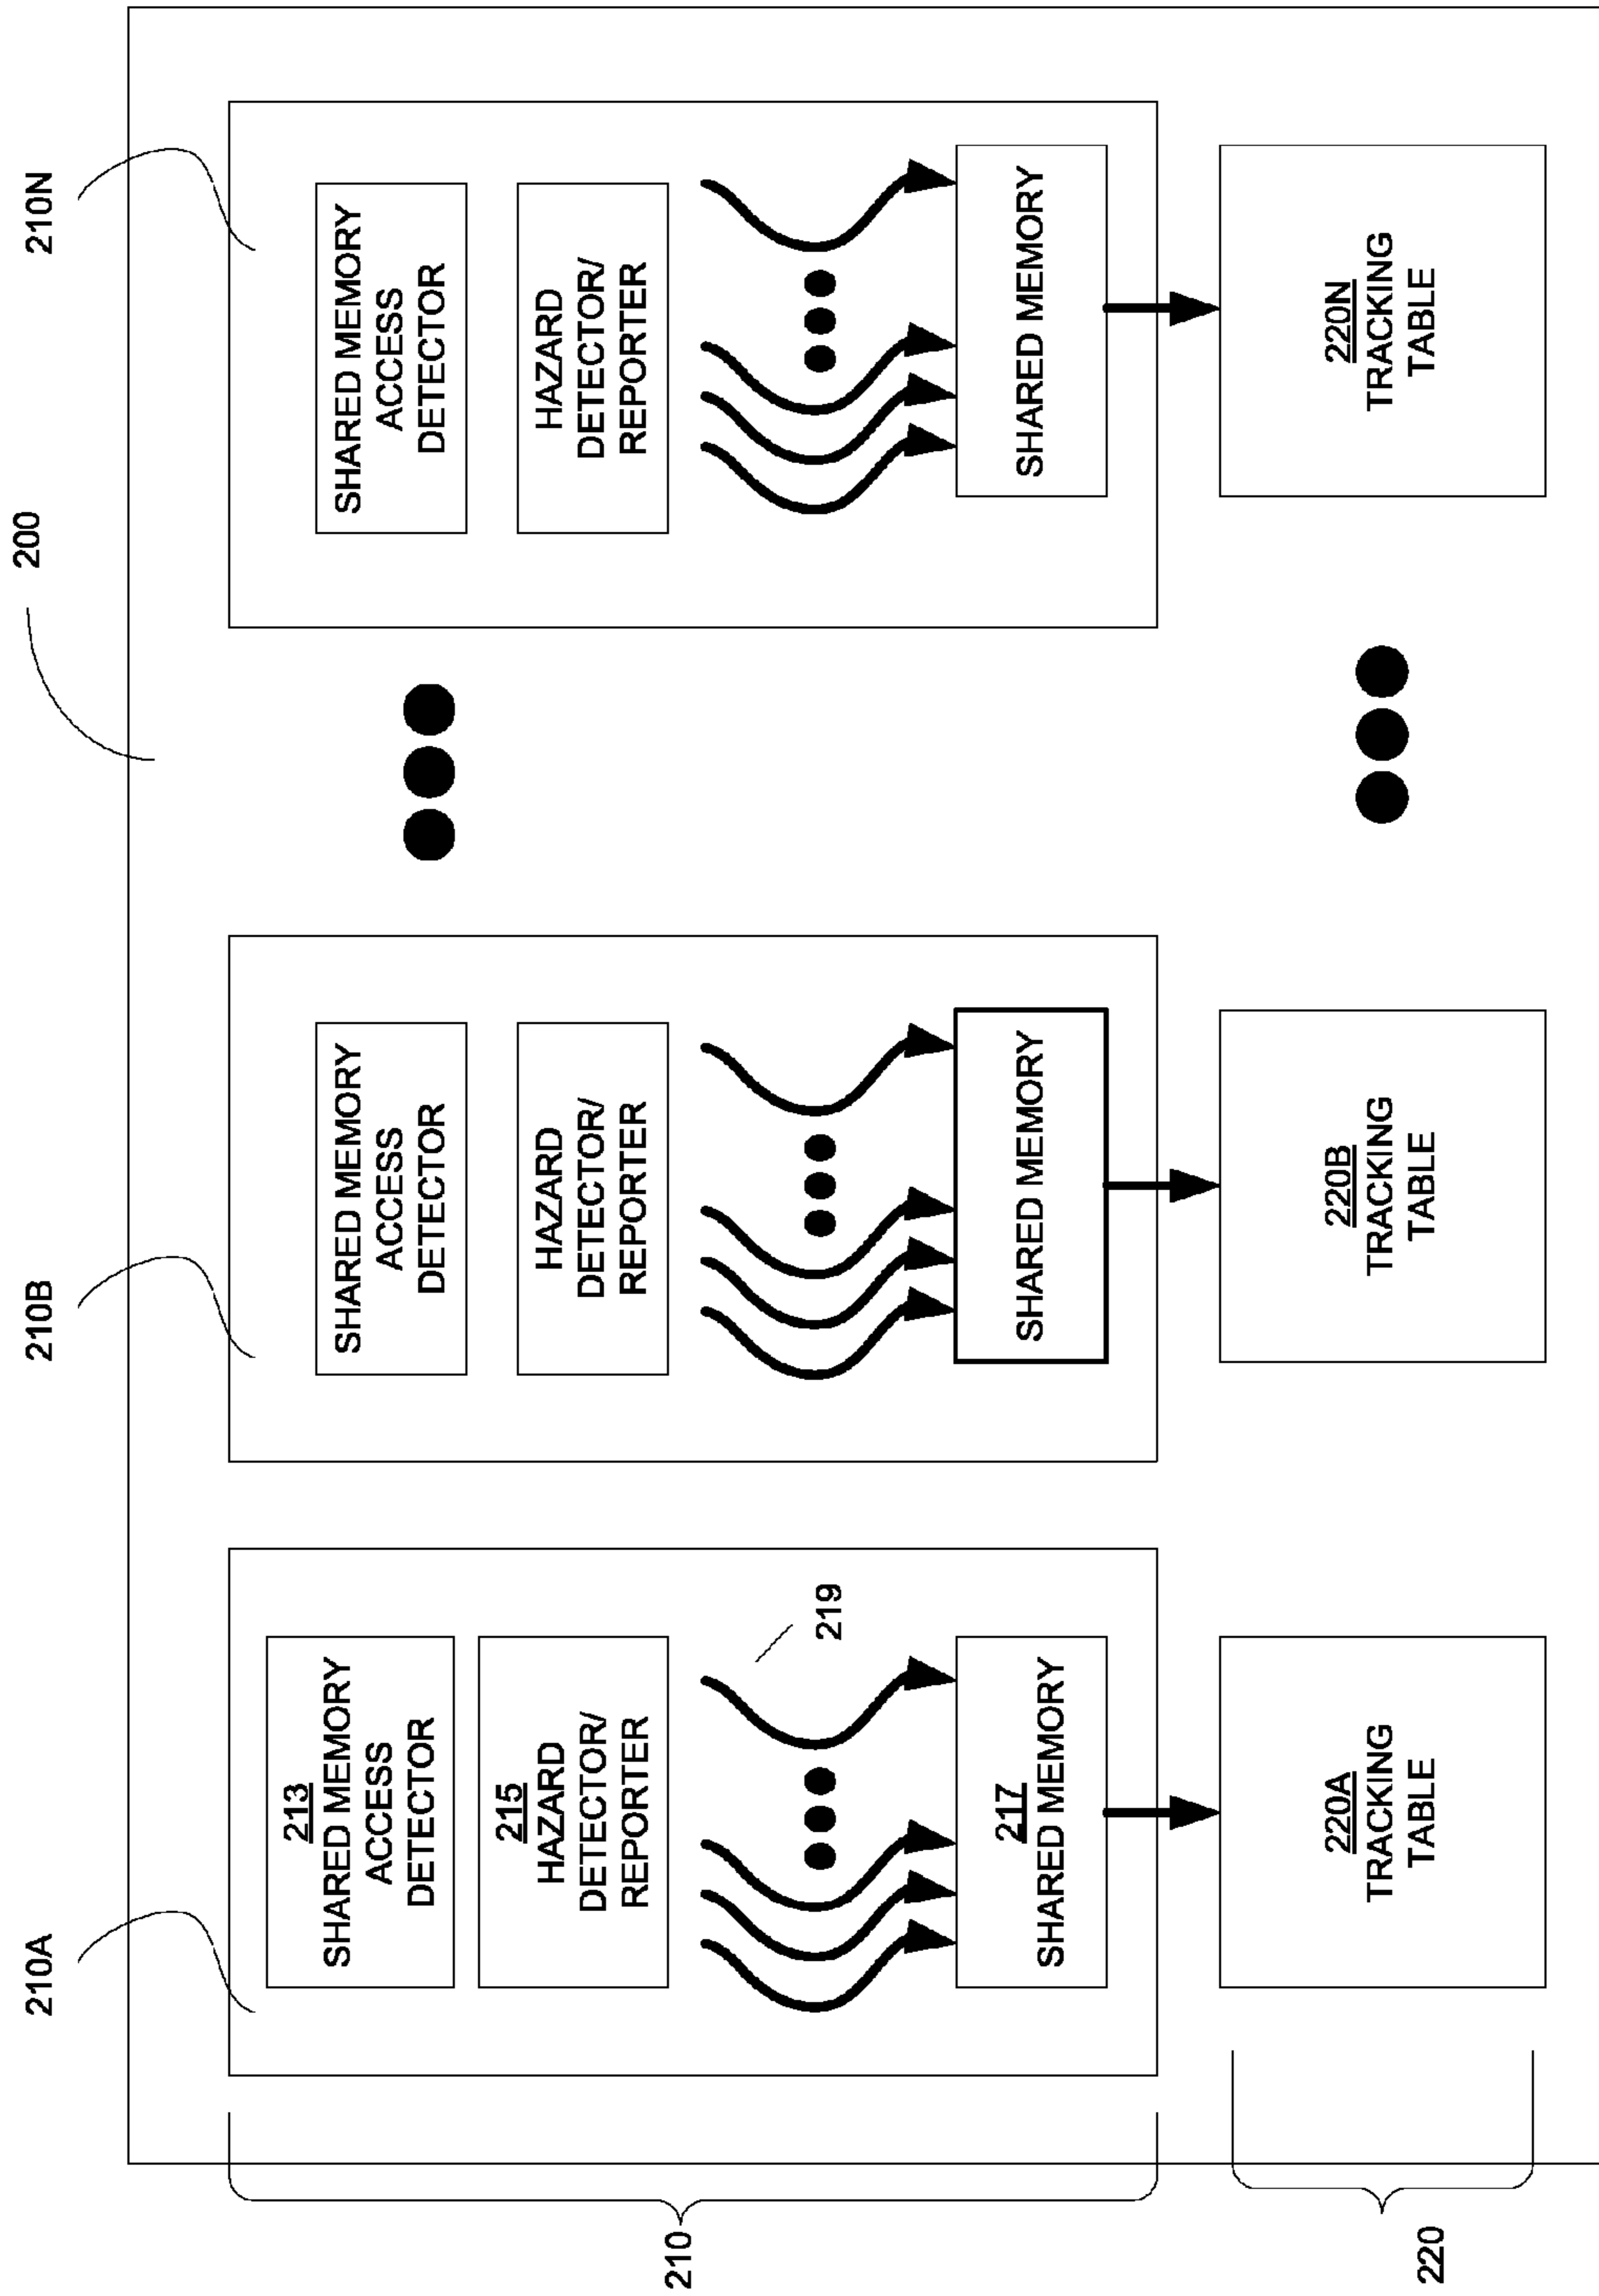 200
210A
210B
210N
213
SHARED MEMORY
ACCESS
DETECTOR
215
HAZARD
DETECTOR/
REPORTER
219
217
SHARED MEMORY
220A
TRACKING
TABLE
SHARED MEMORY
ACCESS
DETECTOR
HAZARD
DETECTOR/
REPORTER
SHARED MEMORY
220B
TRACKING
TABLE
SHARED MEMORY
ACCESS
DETECTOR
HAZARD
DETECTOR/
REPORTER
SHARED MEMORY
220N
TRACKING
TABLE
210
220